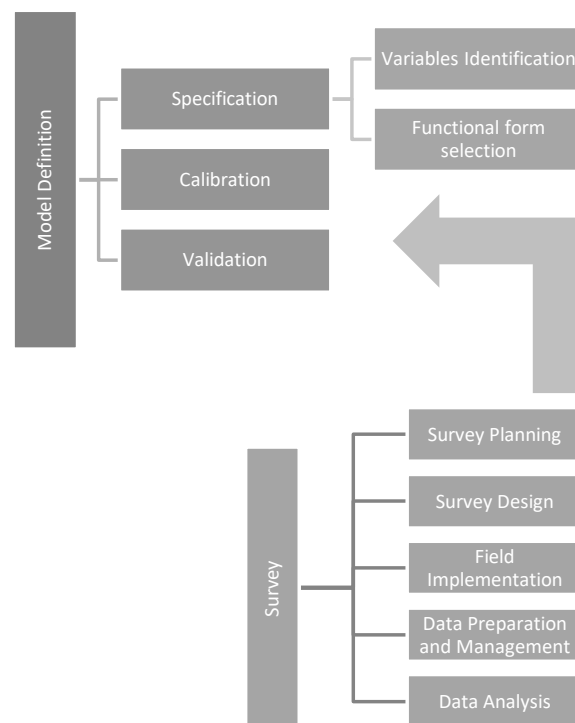 Model Definition
Specification
Calibration
Validation
Variables Identification
Functional form
selection
Survey
Survey Planning
Survey Design
Field
Implementation
Data Preparation
and Management
Data Analysis